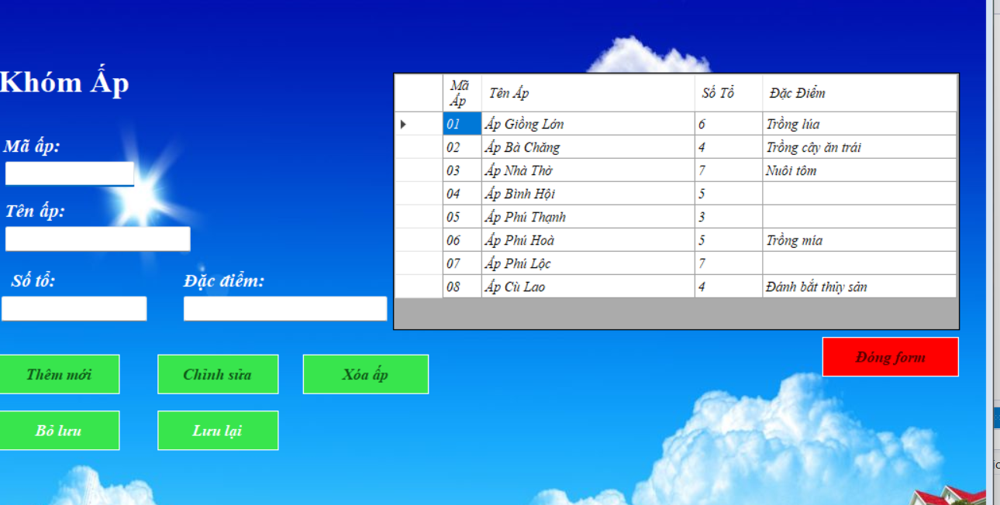 Khóm Ấp
Mã ấp:
Tên ấp:
Số tổ:
Đặc điểm:
Thêm mới
Chỉnh sửa
Xóa ấp
Bỏ lưu
Lưu lại
Mã Ấp Tên Ấp Số Tổ Đặc Điểm
01 Ấp Giồng Lớn 6 Trồng lúa
02 Ấp Bà Chăng 4 Trồng cây ăn trái
03 Ấp Nhà Thờ 7 Nuôi tôm
04 Ấp Bình Hội 5
05 Ấp Phú Thạnh 3
06 Ấp Phú Hoà 5 Trồng mía
07 Ấp Phú Lộc 7
08 Ấp Cù Lao 4 Đánh bắt thủy sản
Đóng form